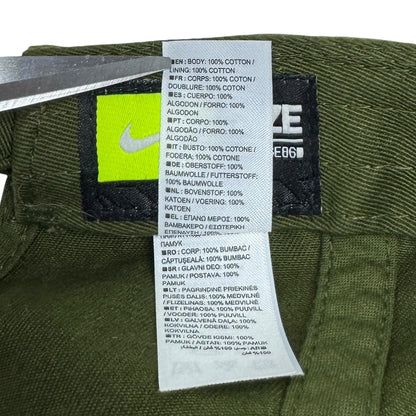 EN: BODY: 100% COTTON /
LINING: 100% COTTON
FR: CORPS: 100% COTON /
DOUBLURE: 100% COTON
ES: CUERPO: 100%
ALGODON / FORRO: 100%
ALGODON
PT: CORPO: 100%
ALGODÃO / FORRO: 100%
ALGODÃO
IT: BUSTO: 100% COTONE /
FODERA: 100% COTONE
DE: OBERSTOFF: 100%
BAUMWOLLE / FUTTERSTOFF:
100% BAUMWOLLE
NL: LICHAAM: 100%
KATOEN / VOERING: 100%
KATOEN
EL: ΕΠΑΝΩ ΜΕΡΟΣ: 100%
ΒΑΜΒΑΚΕΡΟ / ΕΣΩΤΕΡΙΚΗ
ПАМУК
RO: CORP: 100% BUMBAC /
CĂPTUŞEALĂ: 100% BUMBAC
SR: GLAVNI DEO: 100%
PAMUK / POSTAVA: 100%
PAMUK
LT: PAGRINDINĖ PRIEKINĖS
PUSĖS DALIS: 100% MEDVILNĖ
/ FLIZELINAS: 100% MEDVILNĖ
ET: PIHAOSA: 100% PUUVILL
/ VOODER: 100% PUUVILL
LV: GALVENĀ DAĻA: 100%
KOKVILNA / ODERE: 100%
KOKVILNA
TR: GÖVDE KISMI: 100%
PAMUK / ASTAR: 100% PAMUK
ZE
E86